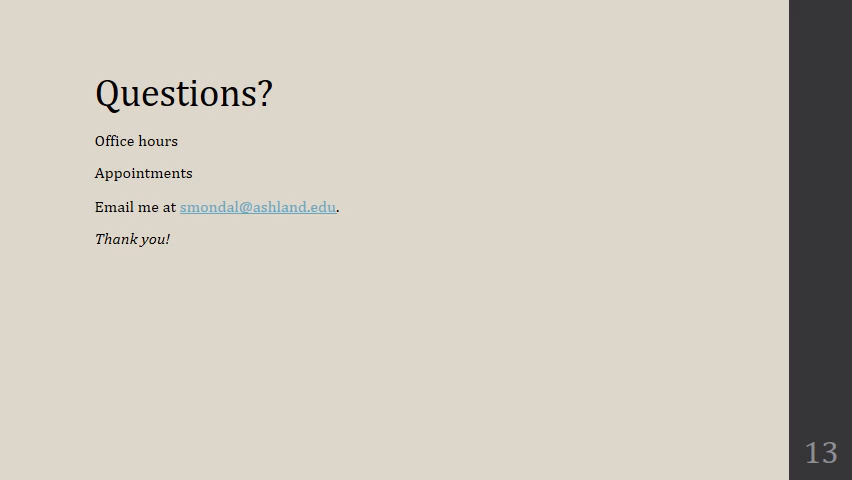 Questions?
Office hours
Appointments
Email me at smondal@ashland.edu.
Thank you!
13